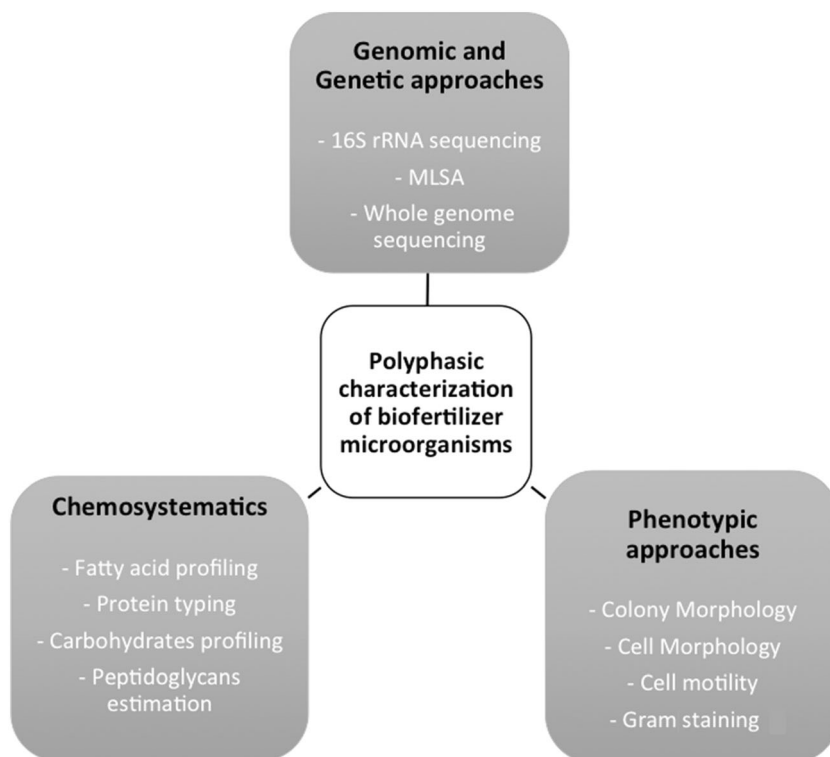 Genomic and
Genetic approaches
- 16S rRNA sequencing
- MLSA
- Whole genome
sequencing
Polyphasic
characterization
of biofertilizer
microorganisms
Chemosystematics
- Fatty acid profiling
- Protein typing
- Carbohydrates profiling
- Peptidoglycans
estimation
Phenotypic
approaches
- Colony Morphology
- Cell Morphology
- Cell motility
- Gram staining